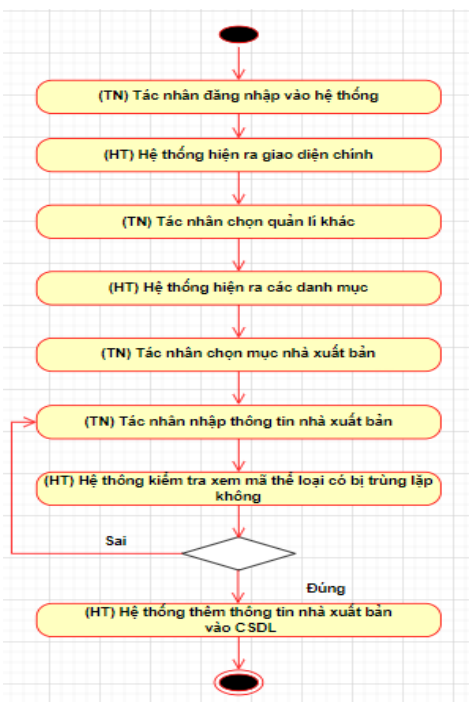 (TN) Tác nhân đăng nhập vào hệ thống
(HT) Hệ thống hiện ra giao diện chính
(TN) Tác nhân chọn quản lí khác
(HT) Hệ thống hiện ra các danh mục
(TN) Tác nhân chọn mục nhà xuất bản
(TN) Tác nhân nhập thông tin nhà xuất bản
(HT) Hệ thông kiểm tra xem mã thể loại có bị trùng lặp
không
Sai
Đúng
(HT) Hệ thống thêm thông tin nhà xuất bản
vào CSDL